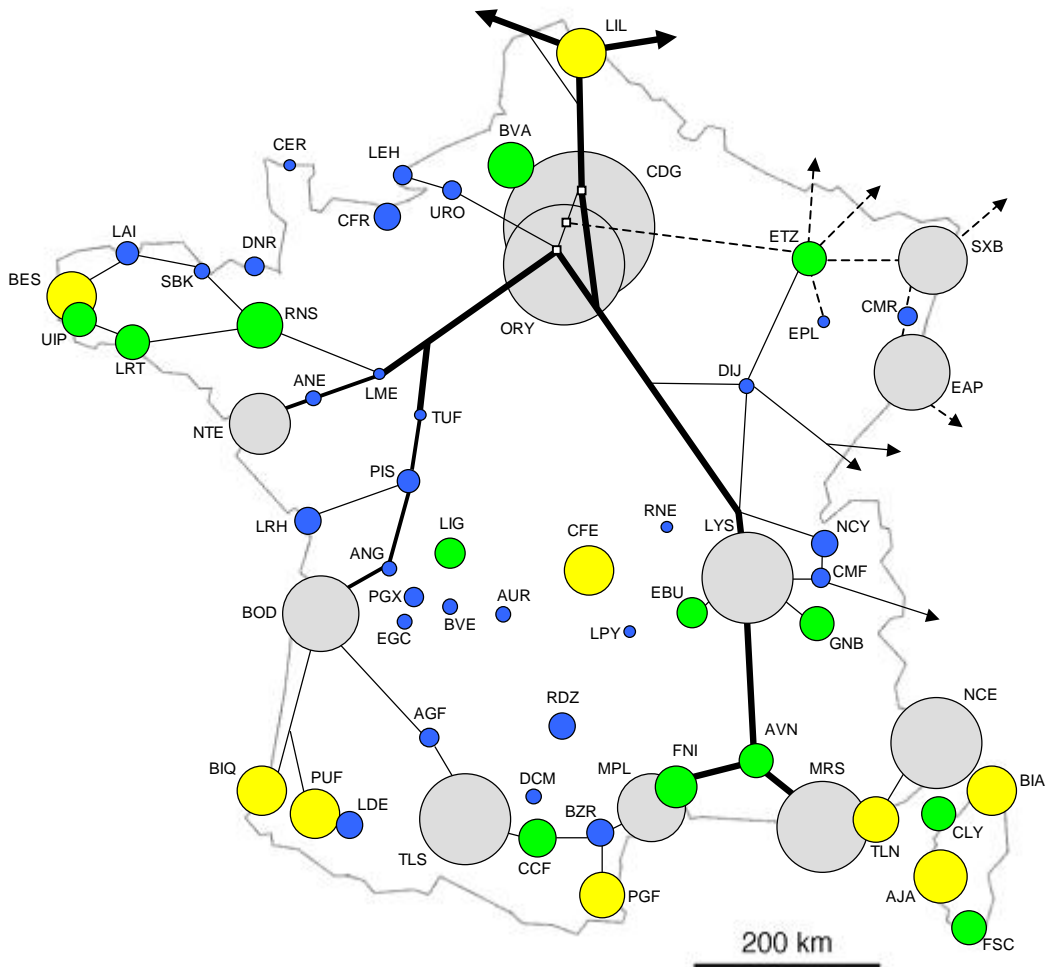 LIL
BVA
CER
LEH
CDG
URO
CFR
ETZ
SXB
LAI
DNR
BES
SBK
RNS
CMR
UIP
ORY
EPL
LRT
ANE
LME
DIJ
EAP
TUF
NTE
PIS
RNE
LYS
NCY
LRH
LIG
CFE
ANG
CMF
PGX
EBU
BOD
AUR
BVE
EGC
LPY
GNB
RDZ
NCE
AGF
AVN
FNI
BIQ
PUF
MPL
MRS
BIA
DCM
LDE
BZR
CLY
TLS
CCF
TLN
PGF
AJA
FSC
200 km